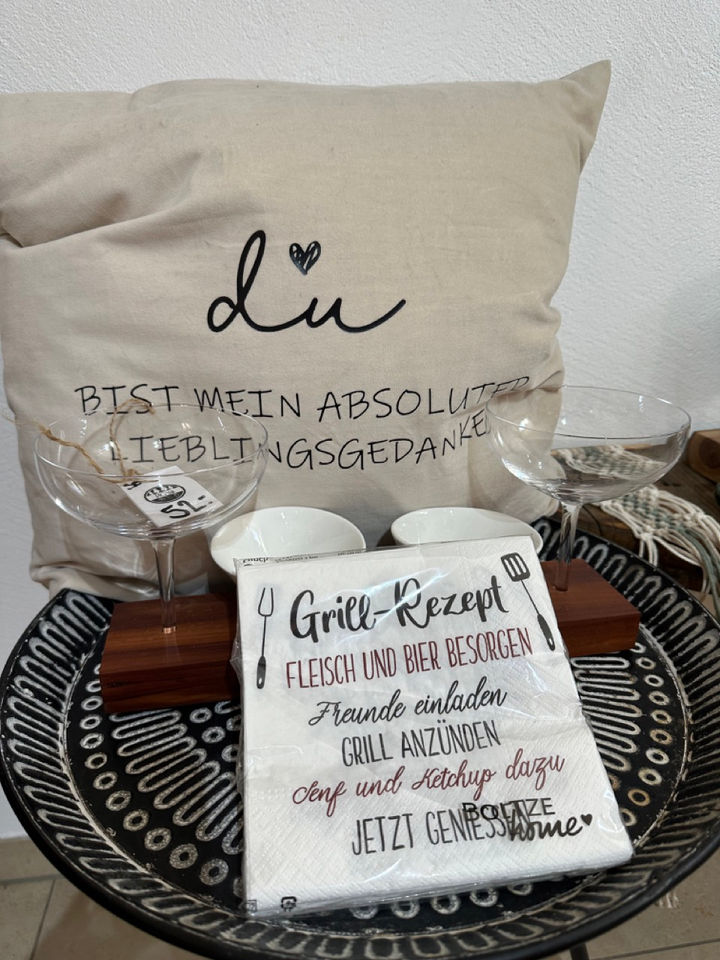 du
BIST MEIN ABSOLUTER
LIEBLINGSGEDANKE
52.-
Grill-Rezept
FLEISCH UND BIER BESORGEN
Freunde einladen
GRILL ANZÜNDEN
Senf und Ketchup dazu
JETZT GENIESSEN
home